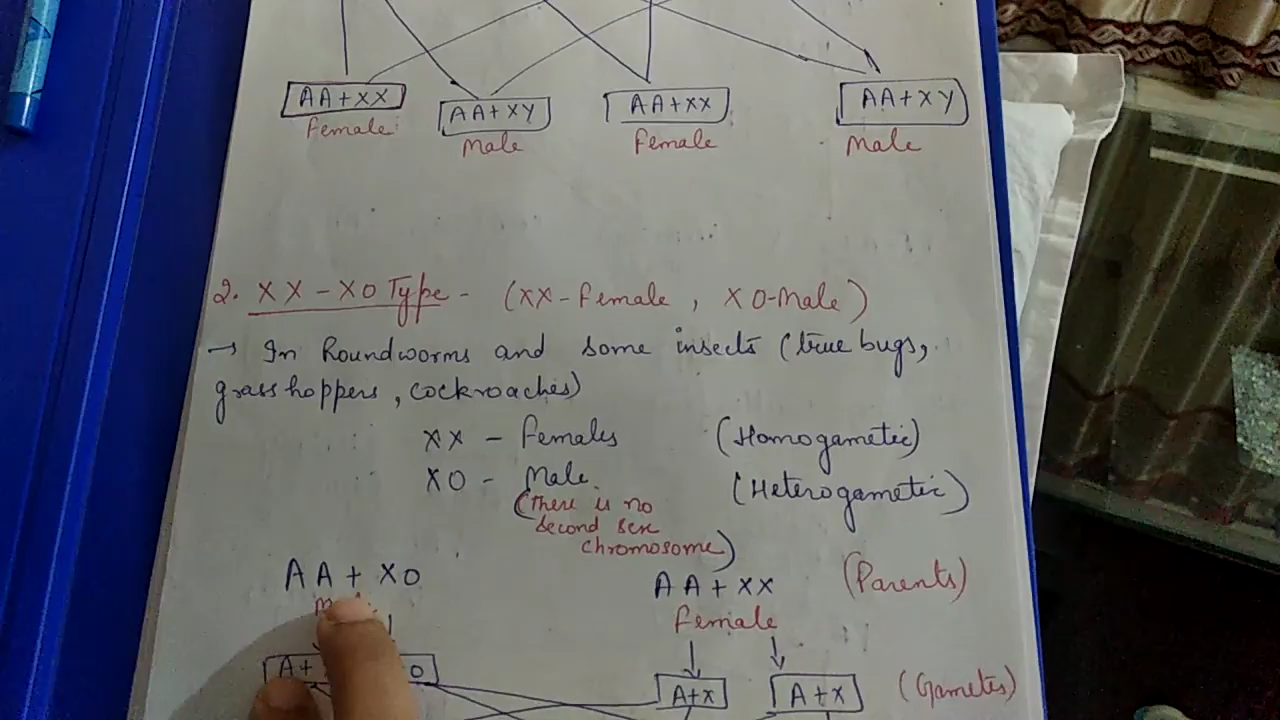 AA+XX
Female
AA+XY
Male
AA+XX
Female
AA+XY
Male
2. XX-XO Type - (XX-Female, XO-Male)
→ In Roundworms and some insects (true bugs,
grasshoppers, cockroaches)
XX - Females (Homogametic)
XO - Male (Heterogametic)
(There is no
second sex
chromosome)
AA+XO AA+XX (Parents)
Female
A+ O A+X A+X (Gametes)